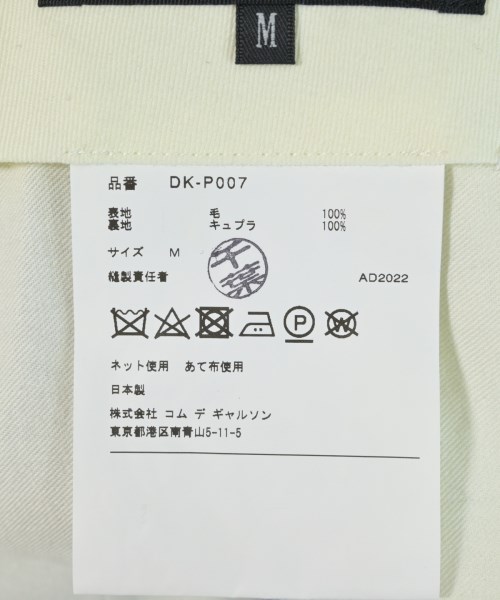 M
品番 DK-P007
表地 毛 100%
裏地 キュプラ 100%
サイズ M
千葉
縫製責任者 AD2022
P
W
ネット使用 あて布使用
日本製
株式会社 コム デ ギャルソン
東京都港区南青山5-11-5